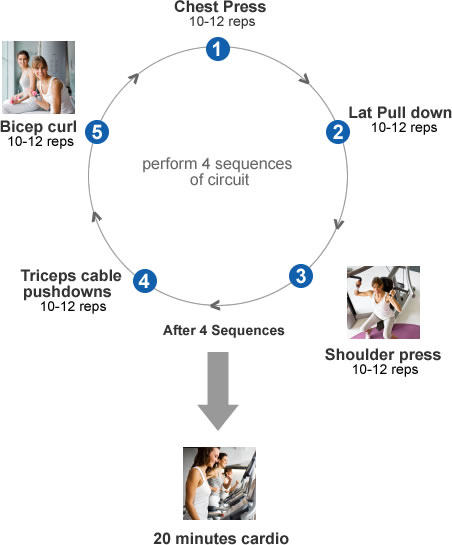 Chest Press
10-12 reps
1
2
Lat Pull down
10-12 reps
3
Shoulder press
10-12 reps
4
Triceps cable
pushdowns
10-12 reps
5
Bicep curl
10-12 reps
perform 4 sequences
of circuit
After 4 Sequences
20 minutes cardio